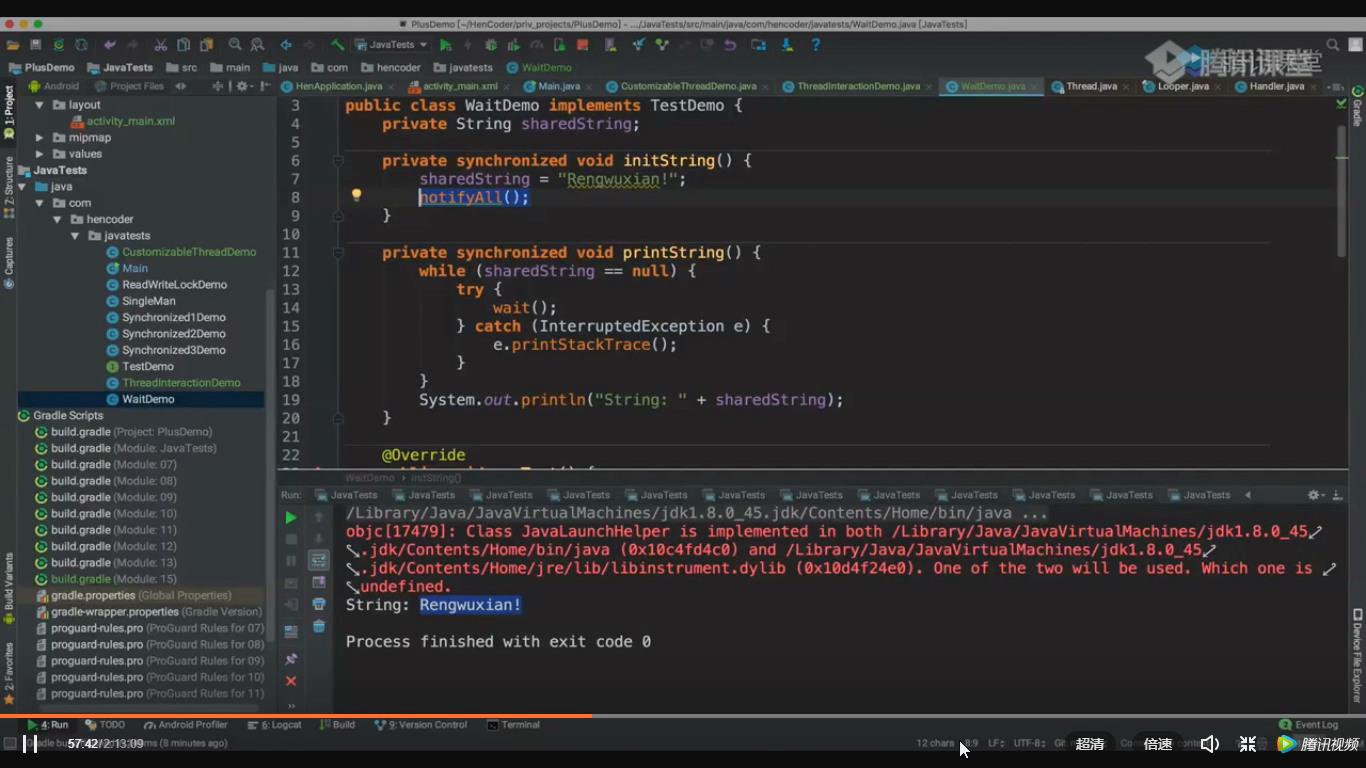 PlusDemo [~/HenCoder/priv_projects/PlusDemo] - .../JavaTests/src/main/java/com/hencoder/javatests/WaitDemo.java [JavaTests]
JavaTests
PlusDemo JavaTests src main java com hencoder javatests WaitDemo
腾讯课堂
Android Project Files
HenApplication.java activity_main.xml Main.java CustomizableThreadDemo.java ThreadInteractionDemo.java WaitDemo.java Thread.java Looper.java Handler.java
1: Project
Z: Structure
Captures
Build Variants
2: Favorites
Gradle
Device File Explorer
layout
activity_main.xml
mipmap
values
JavaTests
java
com
hencoder
javatests
CustomizableThreadDemo
Main
ReadWriteLockDemo
SingleMan
Synchronized1Demo
Synchronized2Demo
Synchronized3Demo
TestDemo
ThreadInteractionDemo
WaitDemo
Gradle Scripts
build.gradle (Project: PlusDemo)
build.gradle (Module: JavaTests)
build.gradle (Module: 07)
build.gradle (Module: 08)
build.gradle (Module: 09)
build.gradle (Module: 10)
build.gradle (Module: 11)
build.gradle (Module: 12)
build.gradle (Module: 13)
build.gradle (Module: 15)
gradle.properties (Global Properties)
gradle-wrapper.properties (Gradle Version)
proguard-rules.pro (ProGuard Rules for 07)
proguard-rules.pro (ProGuard Rules for 08)
proguard-rules.pro (ProGuard Rules for 09)
proguard-rules.pro (ProGuard Rules for 10)
proguard-rules.pro (ProGuard Rules for 11)
3 public class WaitDemo implements TestDemo {
4 private String sharedString;
5
6 private synchronized void initString() {
7 sharedString = "Rengwuxian!";
8 notifyAll();
9 }
10
11 private synchronized void printString() {
12 while (sharedString == null) {
13 try {
14 wait();
15 } catch (InterruptedException e) {
16 e.printStackTrace();
17 }
18 }
19 System.out.println("String: " + sharedString);
20 }
21
22 @Override
WaitDemo › initString()
Run: JavaTests JavaTests JavaTests JavaTests JavaTests JavaTests JavaTests JavaTests JavaTests JavaTests JavaTests JavaTests
/Library/Java/JavaVirtualMachines/jdk1.8.0_45.jdk/Contents/Home/bin/java ...
objc[17479]: Class JavaLaunchHelper is implemented in both /Library/Java/JavaVirtualMachines/jdk1.8.0_45
.jdk/Contents/Home/bin/java (0x10c4fd4c0) and /Library/Java/JavaVirtualMachines/jdk1.8.0_45
.jdk/Contents/Home/jre/lib/libinstrument.dylib (0x10d4f24e0). One of the two will be used. Which one is
undefined.
String: Rengwuxian!
Process finished with exit code 0
4: Run TODO Android Profiler 6: Logcat Build 9: Version Control Terminal Event Log
57:42/2:13:09 (8 minutes ago) 12 chars 8:9 LF UTF-8 超清 倍速 腾讯视频